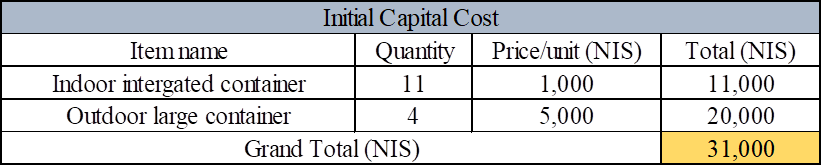 Initial Capital Cost
Item name Quantity Price/unit (NIS) Total (NIS)
Indoor intergated container 11 1,000 11,000
Outdoor large container 4 5,000 20,000
Grand Total (NIS) 31,000